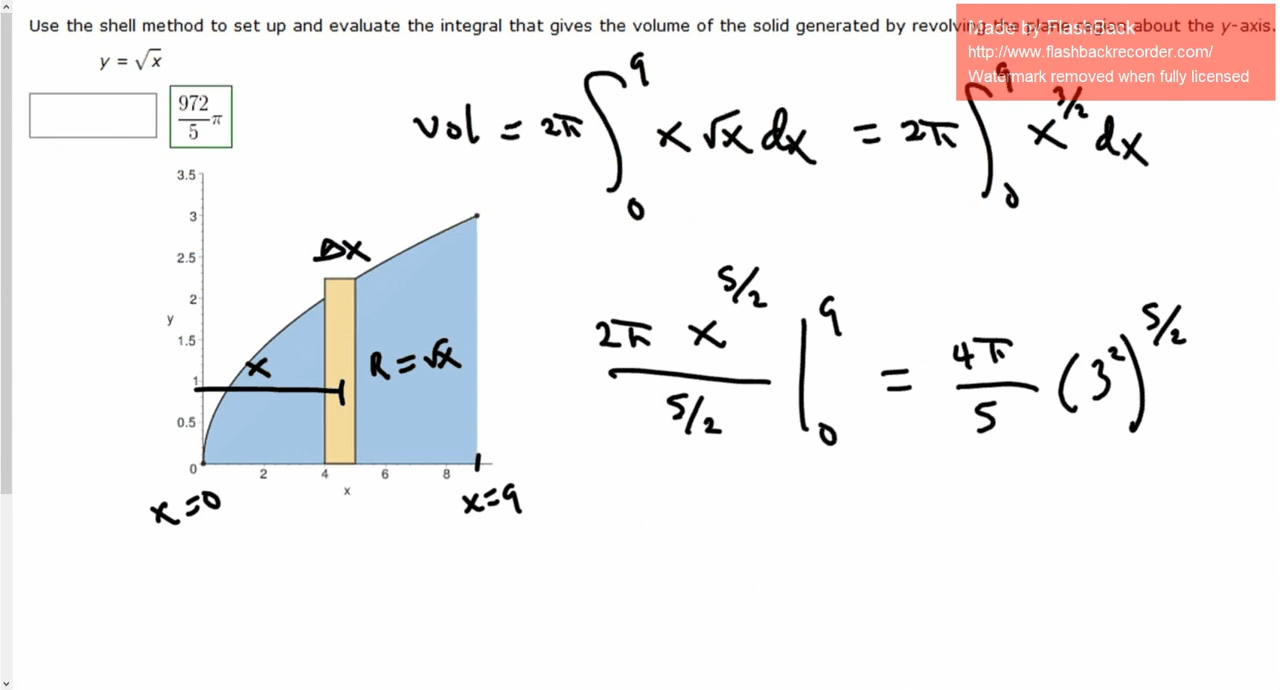 Use the shell method to set up and evaluate the integral that gives the volume of the solid generated by revolving the plane region about the y-axis.
Made by FlashBack
http://www.flashbackrecorder.com/
Watermark removed when fully licensed
y = √x
972/5 π
vol = 2π ∫₀⁹ x √x dx = 2π ∫₀⁹ x^3/2 dx
3.5
3
2.5
2
1.5
1
0.5
0
y
2 4 6 8
x
Δx
x
R = √x
x=0
x=9
2π x^5/2 / 5/2 |₀⁹ = 4π/5 (3²)^5/2